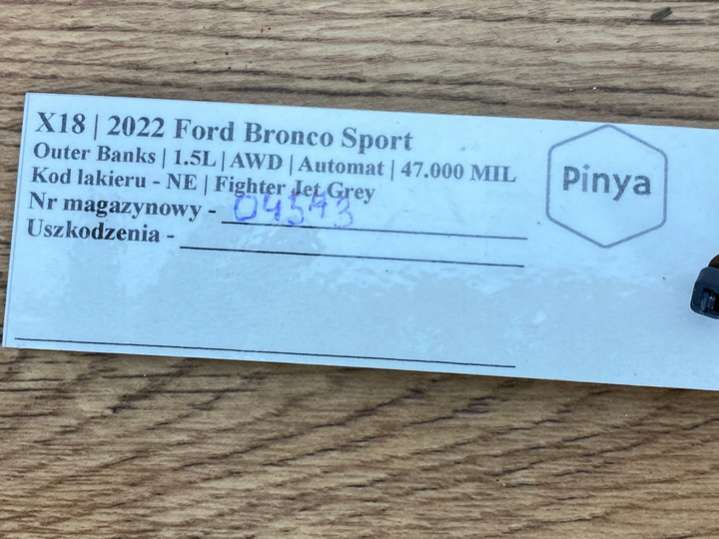 X18 | 2022 Ford Bronco Sport
Outer Banks | 1.5L | AWD | Automat | 47.000 MIL
Kod lakieru - NE | Fighter Jet Grey
Nr magazynowy - 04593
Uszkodzenia -
Pinya